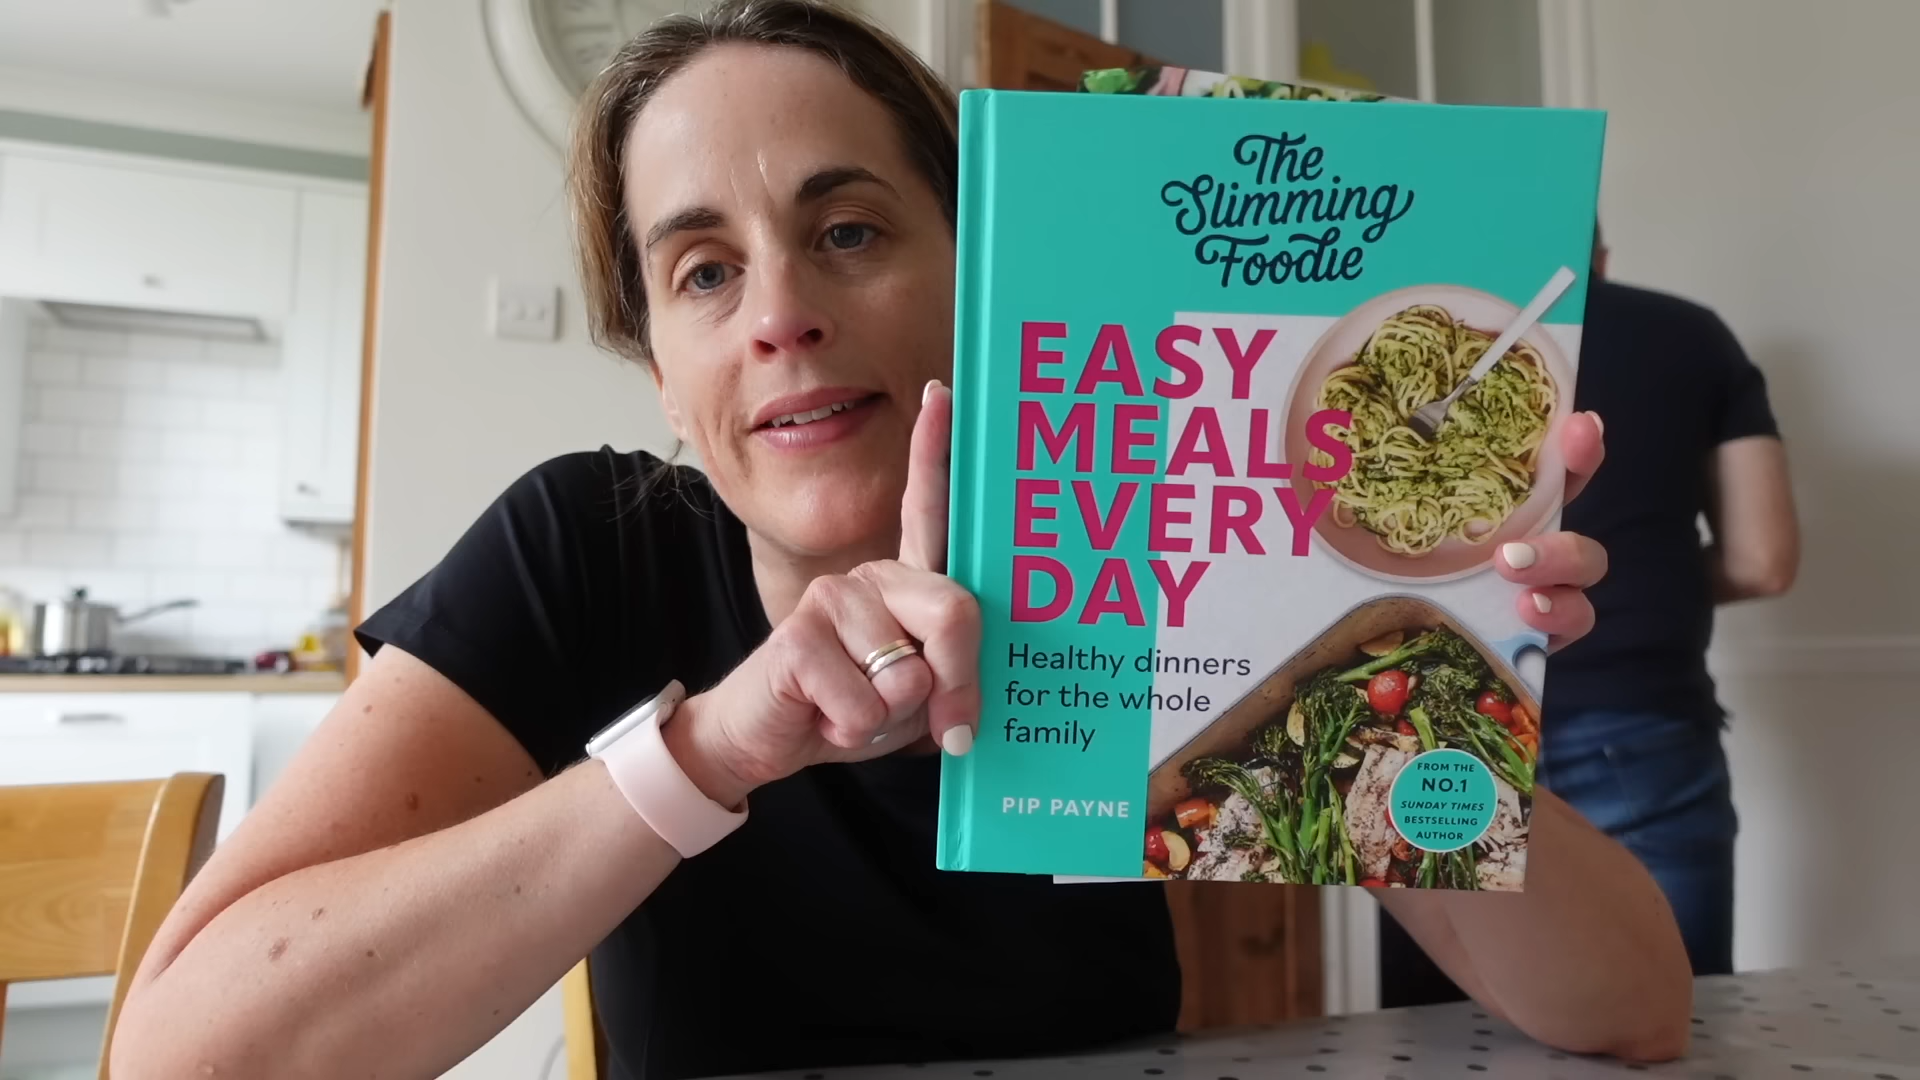 The
Slimming
Foodie
EASY
MEALS
EVERY
DAY
Healthy dinners
for the whole
family
PIP PAYNE
FROM THE
NO.1
SUNDAY TIMES
BESTSELLING
AUTHOR